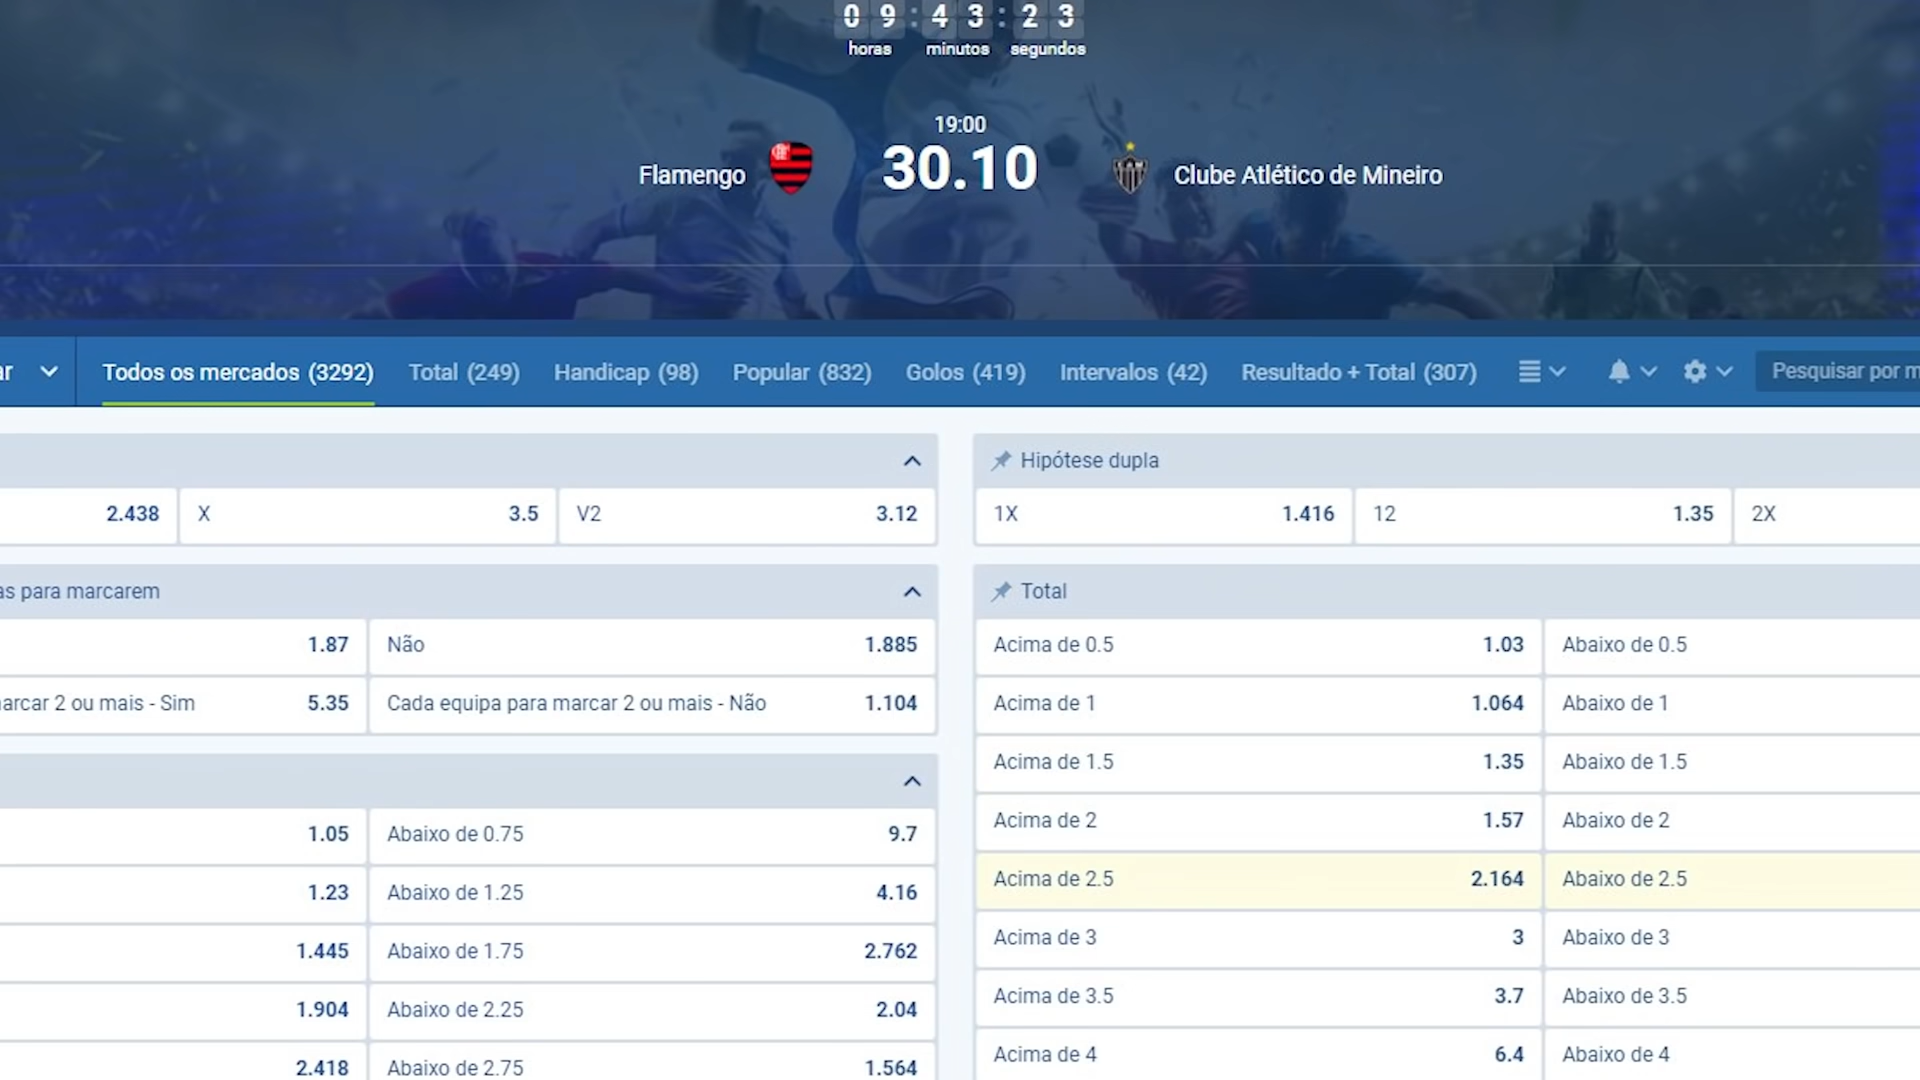 09:43:23
horas minutos segundos
19:00
Flamengo 30.10 Clube Atlético de Mineiro
Todos os mercados (3292) Total (249) Handicap (98) Popular (832) Golos (419) Intervalos (42) Resultado + Total (307) Pesquisar por m
Hipótese dupla
2.438 X 3.5 V2 3.12
1X 1.416 12 1.35 2X
as para marcarem
1.87 Não 1.885
arcar 2 ou mais - Sim 5.35 Cada equipa para marcar 2 ou mais - Não 1.104
1.05 Abaixo de 0.75 9.7
1.23 Abaixo de 1.25 4.16
1.445 Abaixo de 1.75 2.762
1.904 Abaixo de 2.25 2.04
2.418 Abaixo de 2.75 1.564
Total
Acima de 0.5 1.03 Abaixo de 0.5
Acima de 1 1.064 Abaixo de 1
Acima de 1.5 1.35 Abaixo de 1.5
Acima de 2 1.57 Abaixo de 2
Acima de 2.5 2.164 Abaixo de 2.5
Acima de 3 3 Abaixo de 3
Acima de 3.5 3.7 Abaixo de 3.5
Acima de 4 6.4 Abaixo de 4